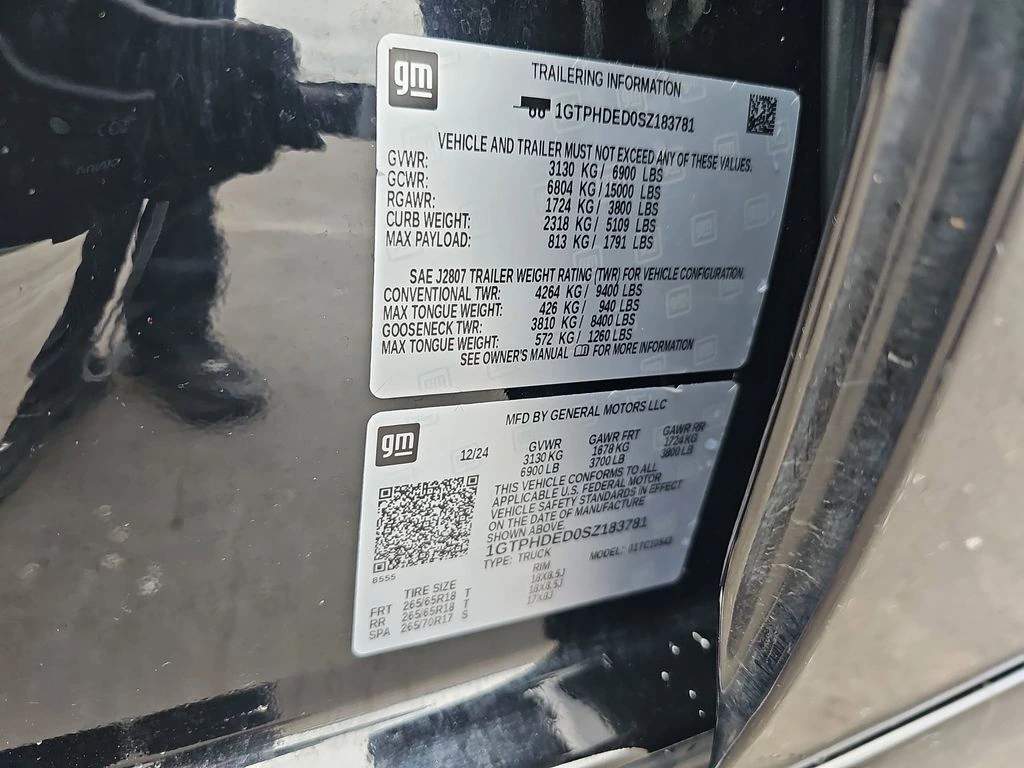 gm
TRAILERING INFORMATION
1GTPHDED0SZ183781
VEHICLE AND TRAILER MUST NOT EXCEED ANY OF THESE VALUES.
GVWR: 3130 KG / 6900 LBS
GCWR: 6804 KG / 15000 LBS
RGAWR: 1724 KG / 3800 LBS
CURB WEIGHT: 2318 KG / 5109 LBS
MAX PAYLOAD: 813 KG / 1791 LBS
SAE J2807 TRAILER WEIGHT RATING (TWR) FOR VEHICLE CONFIGURATION.
CONVENTIONAL TWR: 4264 KG / 9400 LBS
MAX TONGUE WEIGHT: 426 KG / 940 LBS
GOOSENECK TWR: 3810 KG / 8400 LBS
MAX TONGUE WEIGHT: 572 KG / 1260 LBS
SEE OWNER'S MANUAL FOR MORE INFORMATION
gm
MFD BY GENERAL MOTORS LLC
12/24 GVWR GAWR FRT GAWR RR
3130 KG 1678 KG 1724 KG
6900 LB 3700 LB 3800 LB
THIS VEHICLE CONFORMS TO ALL
APPLICABLE U.S. FEDERAL MOTOR
VEHICLE SAFETY STANDARDS IN EFFECT
ON THE DATE OF MANUFACTURE
SHOWN ABOVE.
1GTPHDED0SZ183781
TYPE: TRUCK MODEL:
8555
TIRE SIZE RIM
FRT 265/65R18 T 18X8.5J
RR 265/65R18 T 18X8.5J
SPA 265/70R17 S 17X8J